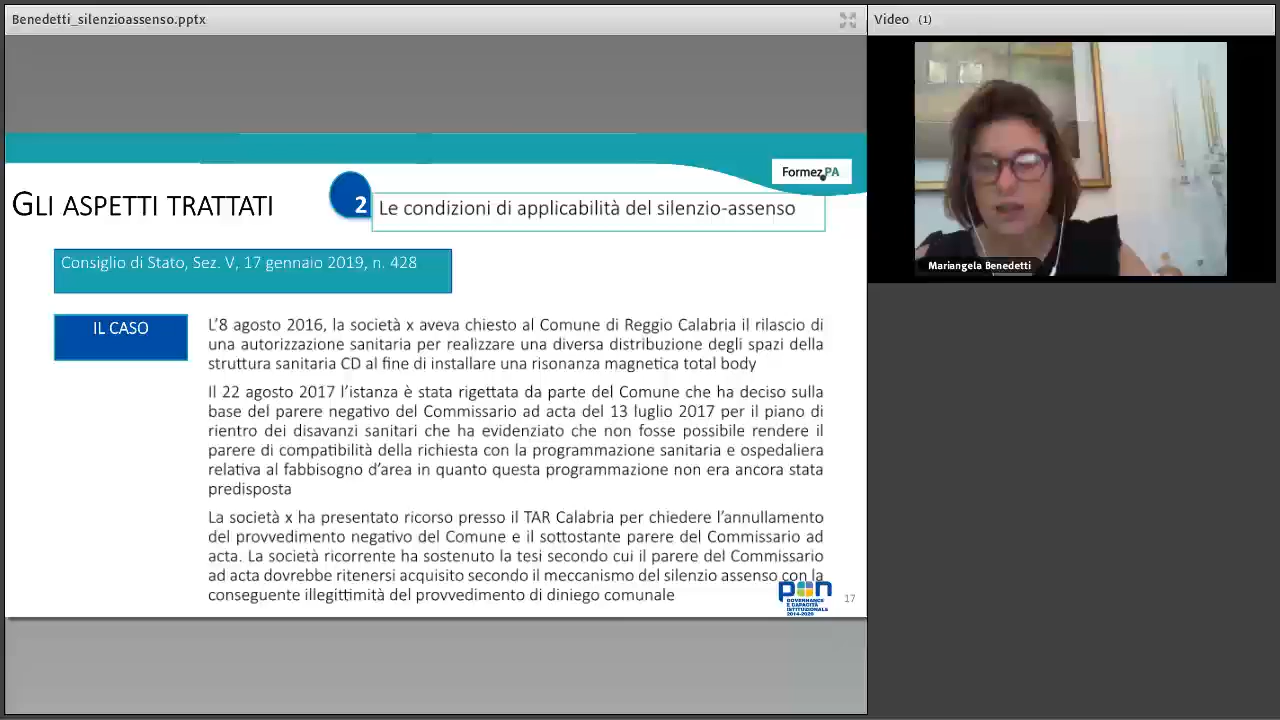 Benedetti_silenzioassenso.pptx
Video (1)
FormezPA
GLI ASPETTI TRATTATI
2
Le condizioni di applicabilità del silenzio-assenso
Consiglio di Stato, Sez. V, 17 gennaio 2019, n. 428
Mariangela Benedetti
IL CASO
L’8 agosto 2016, la società x aveva chiesto al Comune di Reggio Calabria il rilascio di
una autorizzazione sanitaria per realizzare una diversa distribuzione degli spazi della
struttura sanitaria CD al fine di installare una risonanza magnetica total body
Il 22 agosto 2017 l’istanza è stata rigettata da parte del Comune che ha deciso sulla
base del parere negativo del Commissario ad acta del 13 luglio 2017 per il piano di
rientro dei disavanzi sanitari che ha evidenziato che non fosse possibile rendere il
parere di compatibilità della richiesta con la programmazione sanitaria e ospedaliera
relativa al fabbisogno d’area in quanto questa programmazione non era ancora stata
predisposta
La società x ha presentato ricorso presso il TAR Calabria per chiedere l’annullamento
del provvedimento negativo del Comune e il sottostante parere del Commissario ad
acta. La società ricorrente ha sostenuto la tesi secondo cui il parere del Commissario
ad acta dovrebbe ritenersi acquisito secondo il meccanismo del silenzio assenso con la
conseguente illegittimità del provvedimento di diniego comunale
pon
GOVERNANCE
E CAPACITÀ
ISTITUZIONALE
2014-2020
17